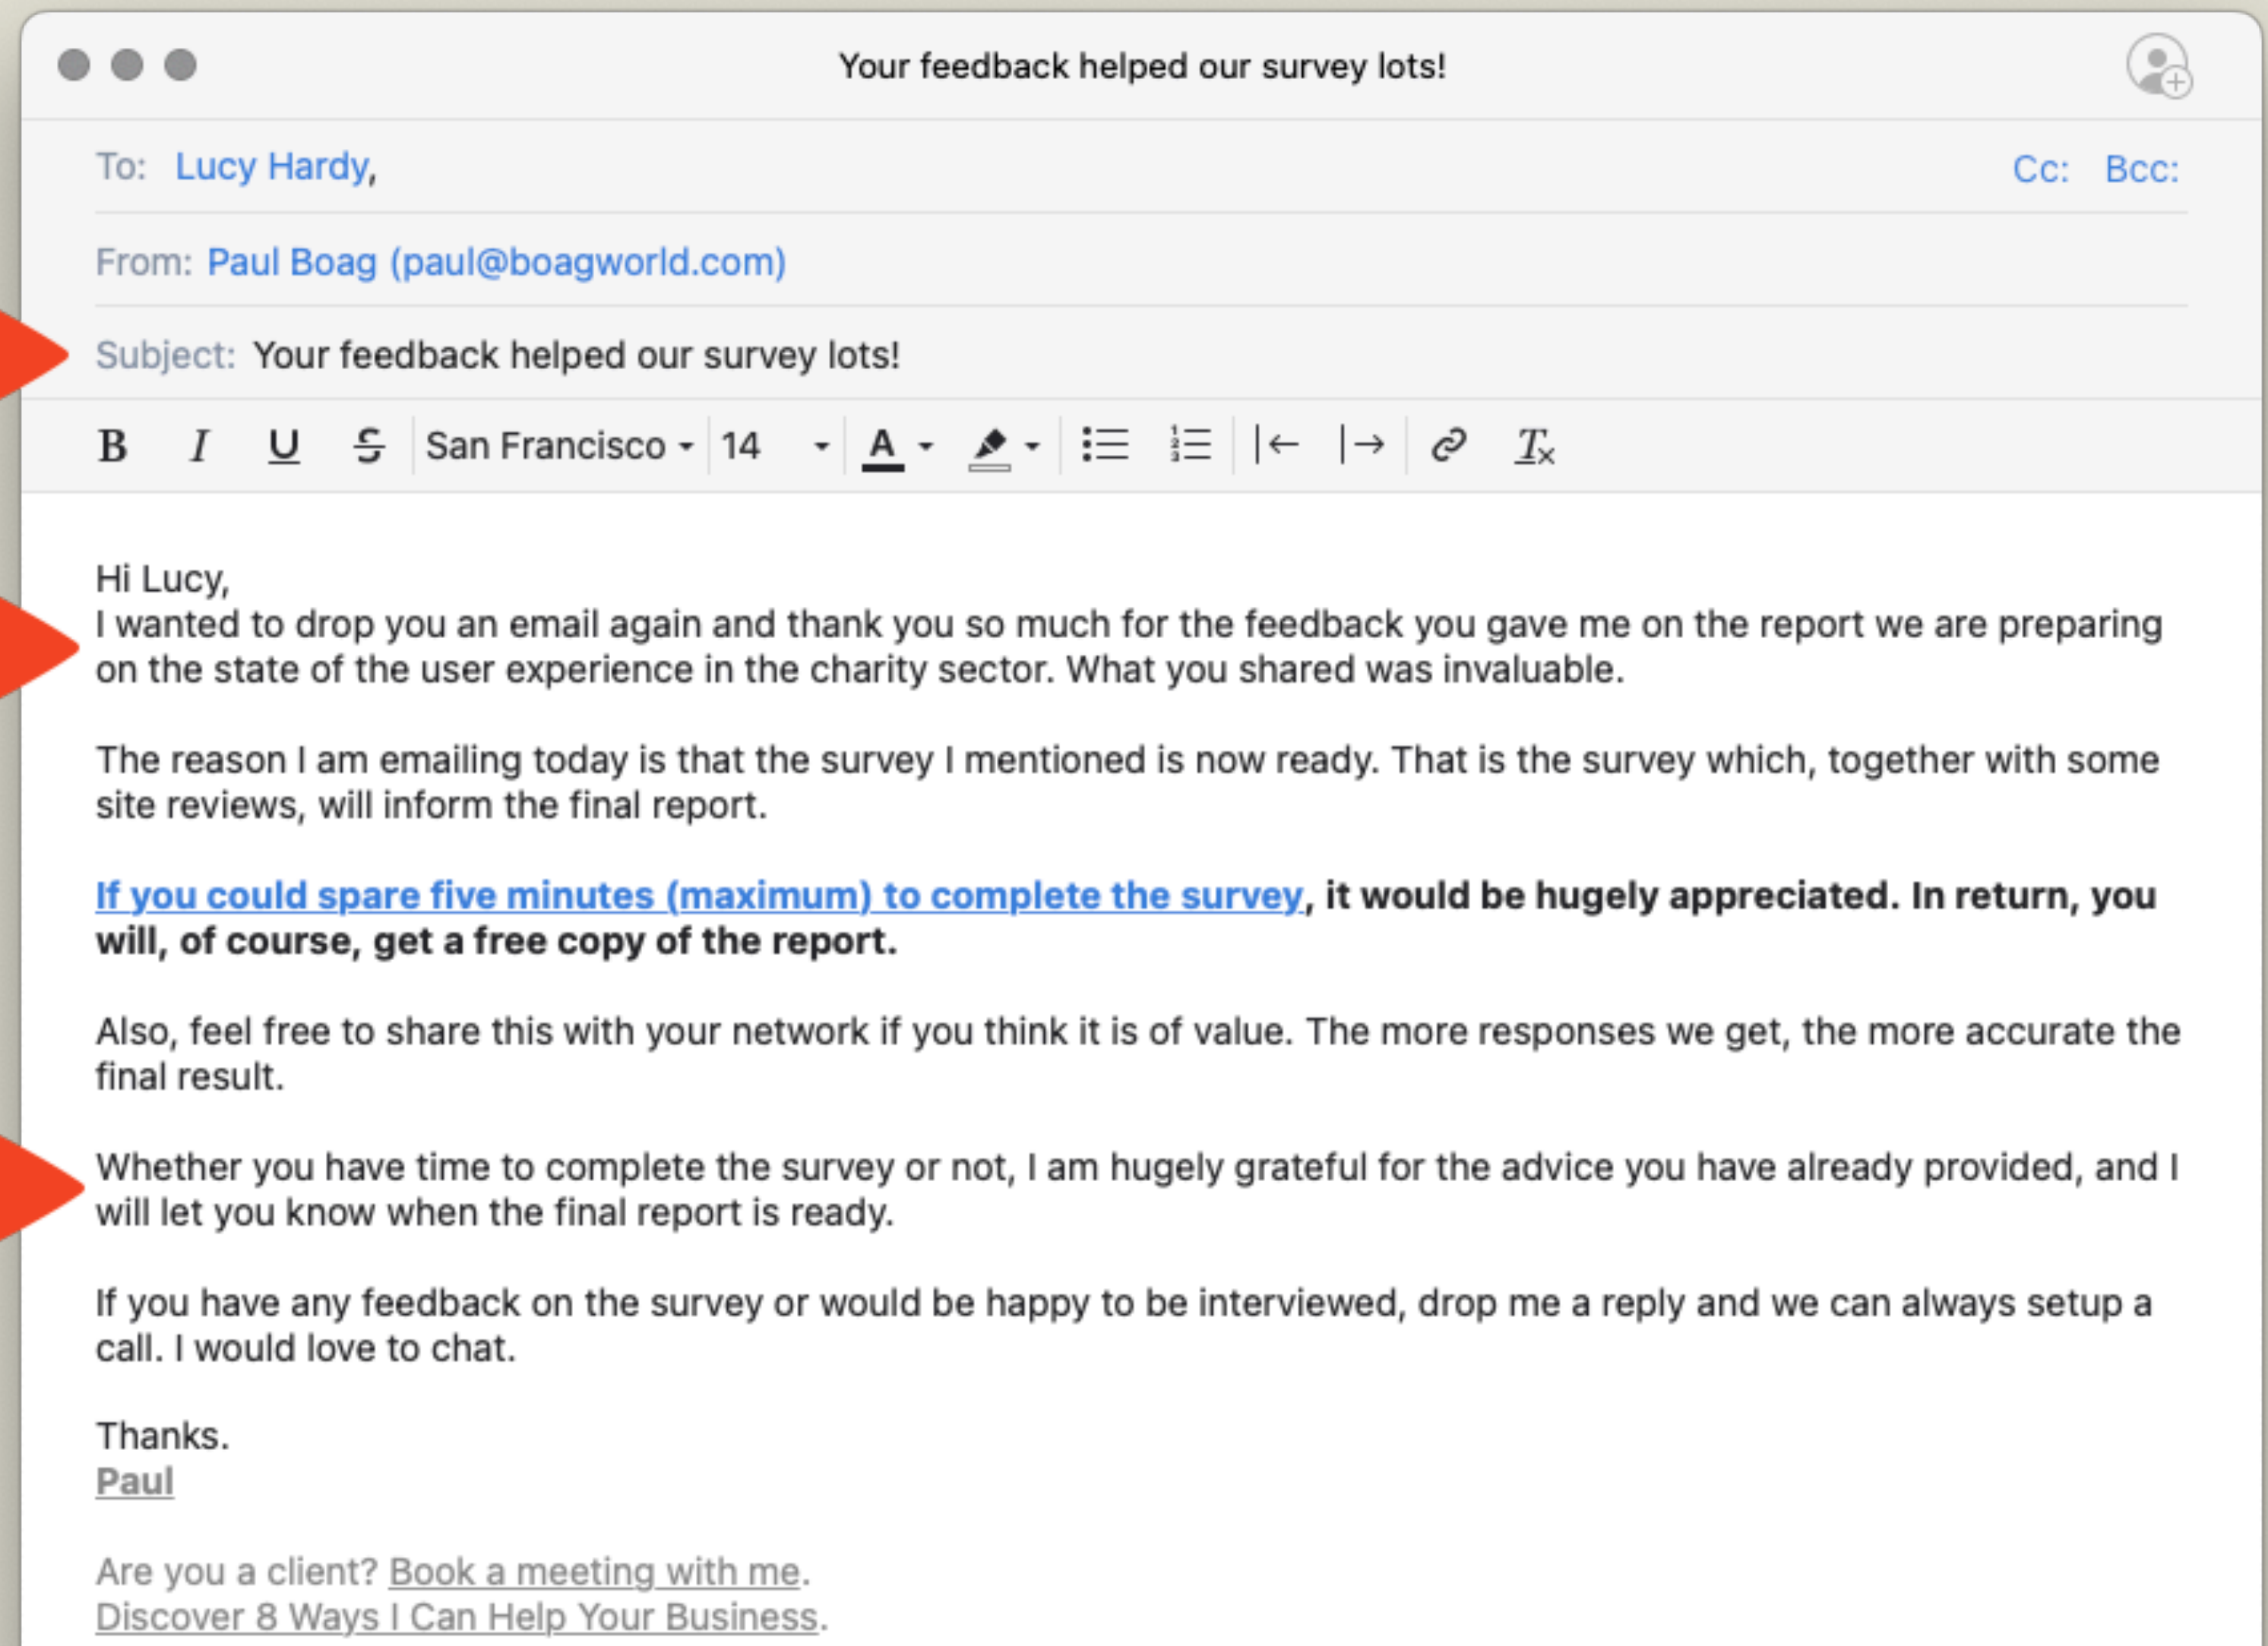 Your feedback helped our survey lots!
To: Lucy Hardy,
Cc: Bcc:
From: Paul Boag (paul@boagworld.com)
Subject: Your feedback helped our survey lots!
B I U S San Francisco 14 A
Hi Lucy,
I wanted to drop you an email again and thank you so much for the feedback you gave me on the report we are preparing
on the state of the user experience in the charity sector. What you shared was invaluable.
The reason I am emailing today is that the survey I mentioned is now ready. That is the survey which, together with some
site reviews, will inform the final report.
If you could spare five minutes (maximum) to complete the survey, it would be hugely appreciated. In return, you
will, of course, get a free copy of the report.
Also, feel free to share this with your network if you think it is of value. The more responses we get, the more accurate the
final result.
Whether you have time to complete the survey or not, I am hugely grateful for the advice you have already provided, and I
will let you know when the final report is ready.
If you have any feedback on the survey or would be happy to be interviewed, drop me a reply and we can always setup a
call. I would love to chat.
Thanks.
Paul
Are you a client? Book a meeting with me.
Discover 8 Ways I Can Help Your Business.